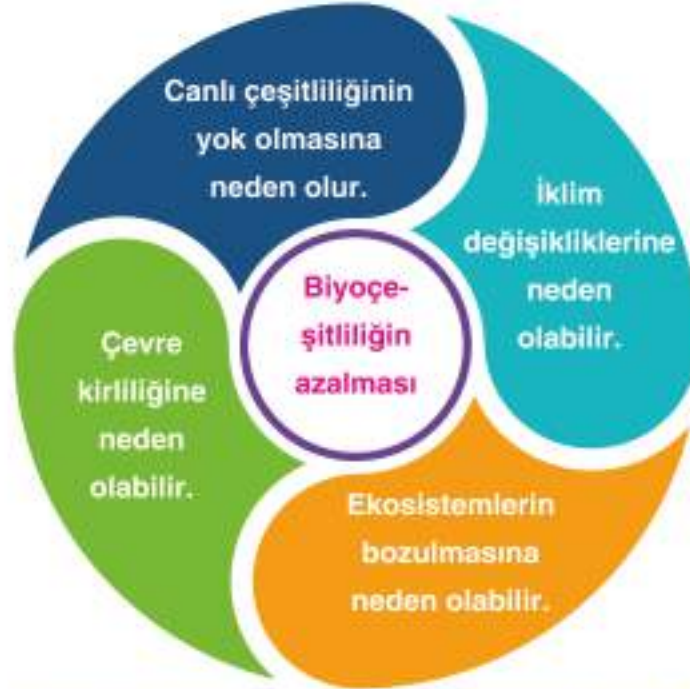 Canlı çeşitliliğinin
yok olmasına
neden olur.
İklim
değişikliklerine
neden
olabilir.
Biyoçe-
şitliliğin
azalması
Çevre
kirliliğine
neden
olabilir.
Ekosistemlerin
bozulmasına
neden olabilir.